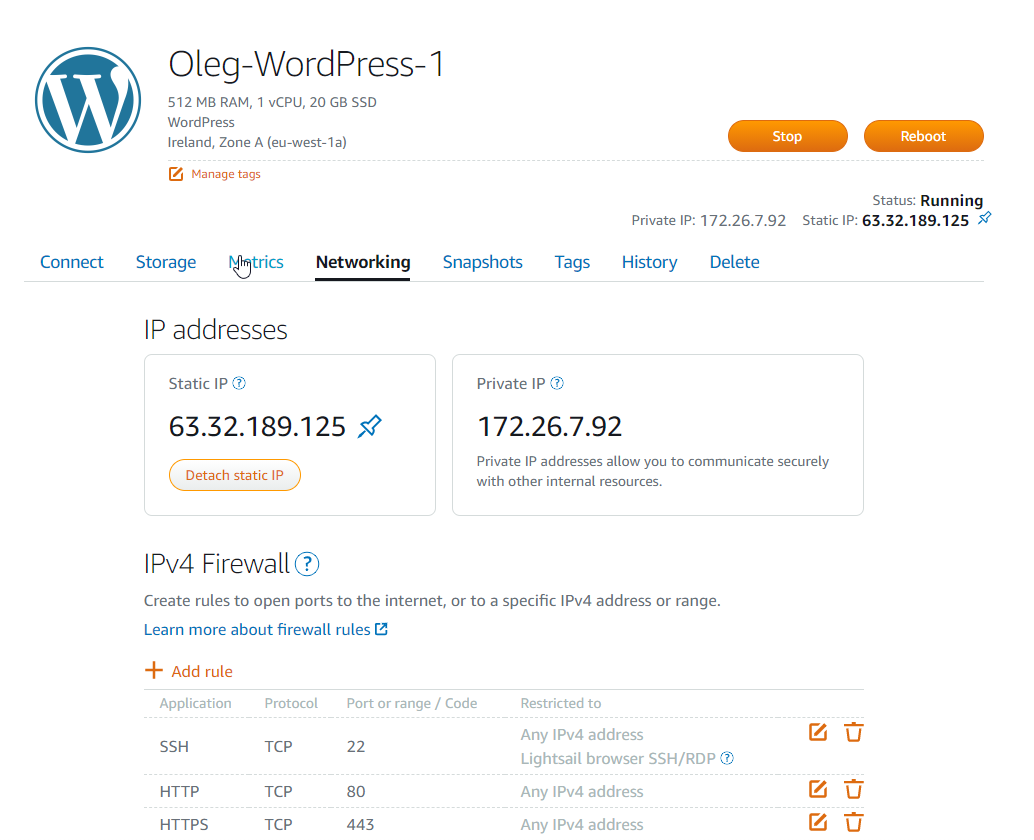 Oleg-WordPress-1
512 MB RAM, 1 vCPU, 20 GB SSD
WordPress
Ireland, Zone A (eu-west-1a)
Stop Reboot
Manage tags
Status: Running
Private IP: 172.26.7.92 Static IP: 63.32.189.125
Connect Storage Metrics Networking Snapshots Tags History Delete
IP addresses
Static IP ?
63.32.189.125
Detach static IP
Private IP ?
172.26.7.92
Private IP addresses allow you to communicate securely
with other internal resources.
IPv4 Firewall ?
Create rules to open ports to the internet, or to a specific IPv4 address or range.
Learn more about firewall rules
+ Add rule
Application Protocol Port or range / Code Restricted to
SSH TCP 22 Any IPv4 address
Lightsail browser SSH/RDP ?
HTTP TCP 80 Any IPv4 address
HTTPS TCP 443 Any IPv4 address